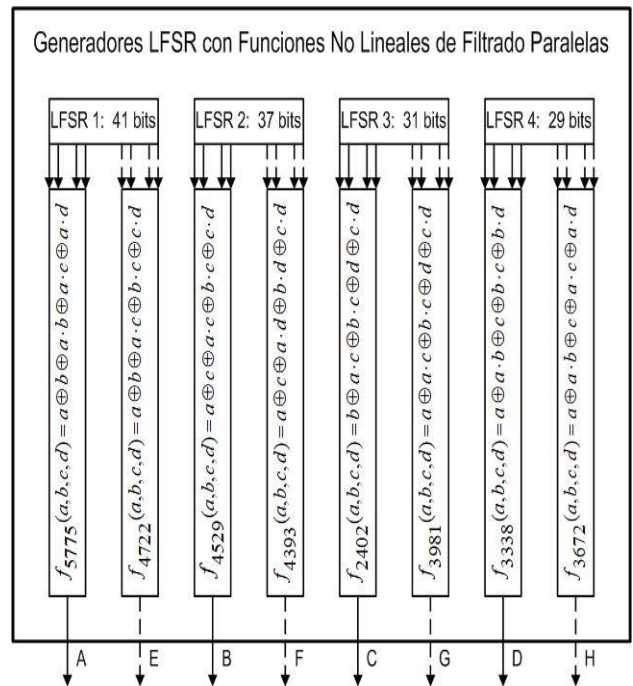 Generadores LFSR con Funciones No Lineales de Filtrado Paralelas
LFSR 1: 41 bits
LFSR 2: 37 bits
LFSR 3: 31 bits
LFSR 4: 29 bits
f5775(a,b,c,d)=a⊕b⊕a·b⊕a·c⊕a·d
f4722(a,b,c,d)=a⊕b⊕a·c⊕b·c⊕c·d
f4529(a,b,c,d)=a⊕c⊕a·c⊕b·c⊕c·d
f4393(a,b,c,d)=a⊕c⊕a·d⊕b·d⊕c·d
f2402(a,b,c,d)=b⊕a·c⊕b·c⊕d⊕c·d
f3981(a,b,c,d)=a⊕a·c⊕b·c⊕d⊕c·d
f3338(a,b,c,d)=a⊕a·b⊕c⊕b·c⊕b·d
f3672(a,b,c,d)=a⊕a·b⊕c⊕a·c⊕a·d
A
E
B
F
C
G
D
H